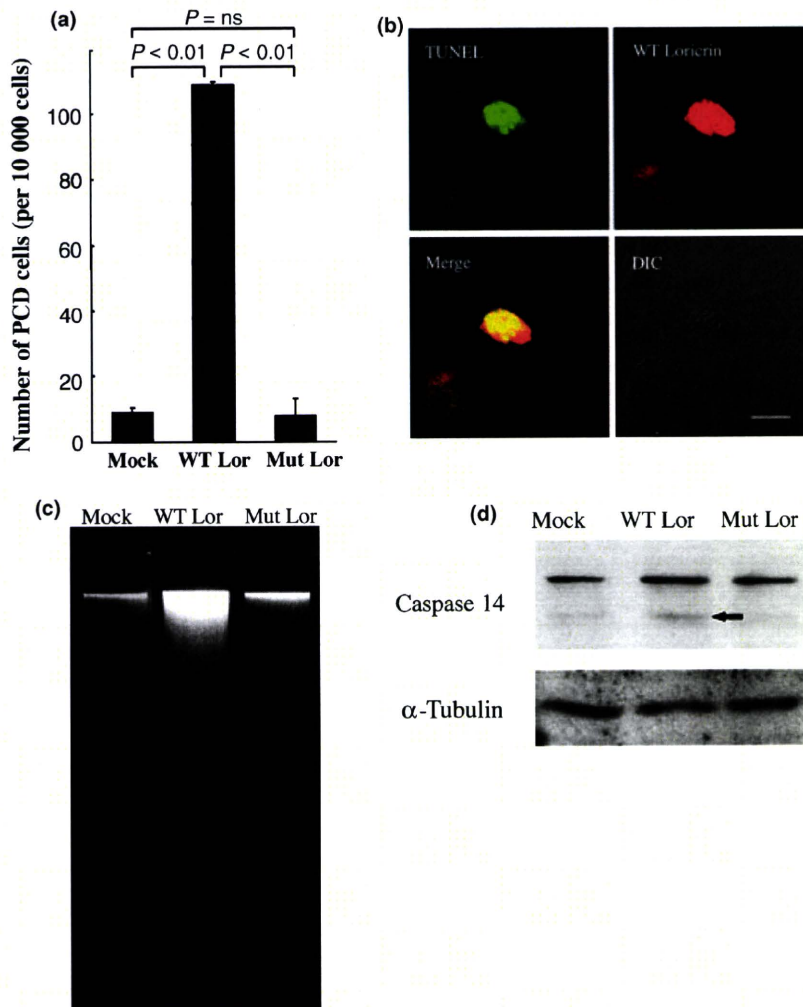 (a)
P = ns
P < 0.01 P < 0.01
Number of PCD cells (per 10 000 cells)
100
80
60
40
20
0
Mock WT Lor Mut Lor
(b)
TUNEL
WT Loricrin
Merge
DIC
(c)
Mock WT Lor Mut Lor
(d)
Mock WT Lor Mut Lor
Caspase 14
α-Tubulin